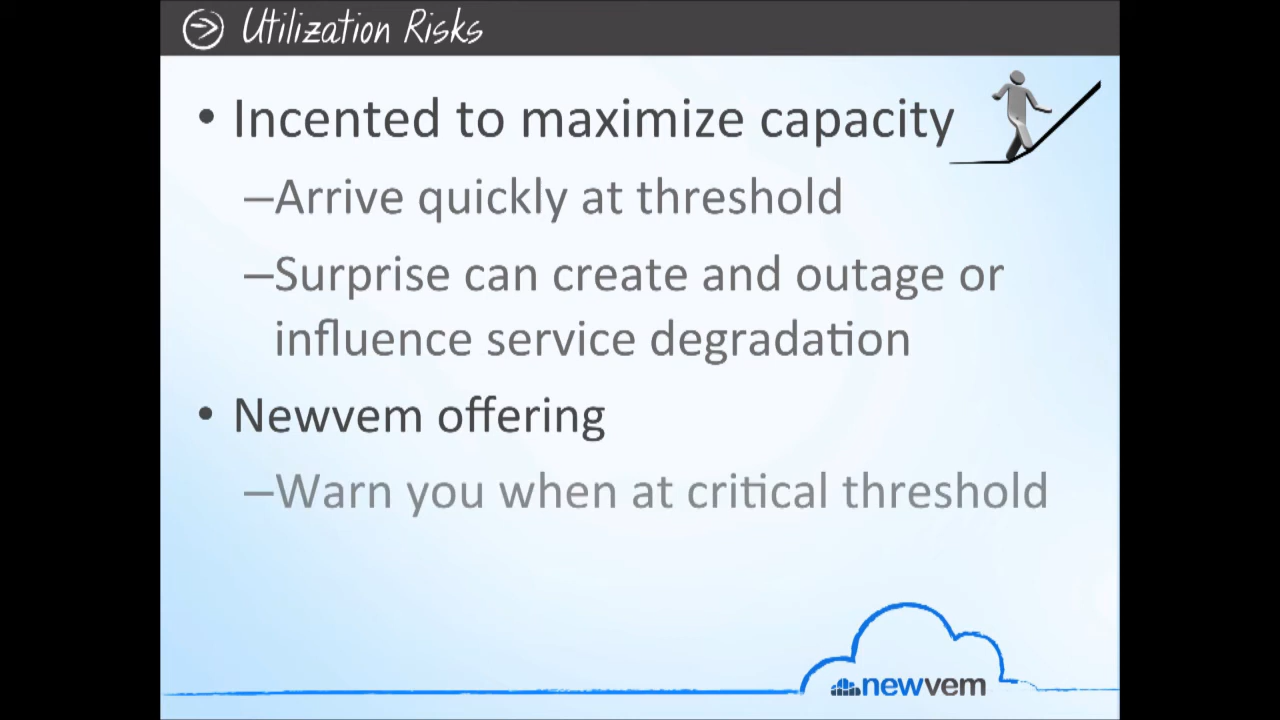 Utilization Risks
• Incented to maximize capacity
–Arrive quickly at threshold
–Surprise can create and outage or
influence service degradation
• Newvem offering
–Warn you when at critical threshold
newvem